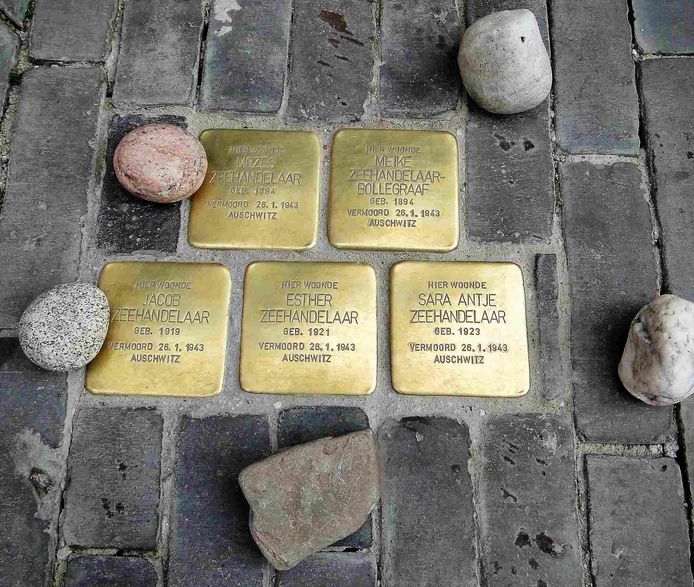 HIER WOONDE
MOZES
ZEEHANDELAAR
GEB. 1894
VERMOORD 26.1.1943
AUSCHWITZ
HIER WOONDE
MEIKE
ZEEHANDELAAR-
BOLLEGRAAF
GEB. 1894
VERMOORD 26.1.1943
AUSCHWITZ
HIER WOONDE
JACOB
ZEEHANDELAAR
GEB. 1919
VERMOORD 26.1.1943
AUSCHWITZ
HIER WOONDE
ESTHER
ZEEHANDELAAR
GEB. 1921
VERMOORD 26.1.1943
AUSCHWITZ
HIER WOONDE
SARA ANTJE
ZEEHANDELAAR
GEB. 1923
VERMOORD 26.1.1943
AUSCHWITZ